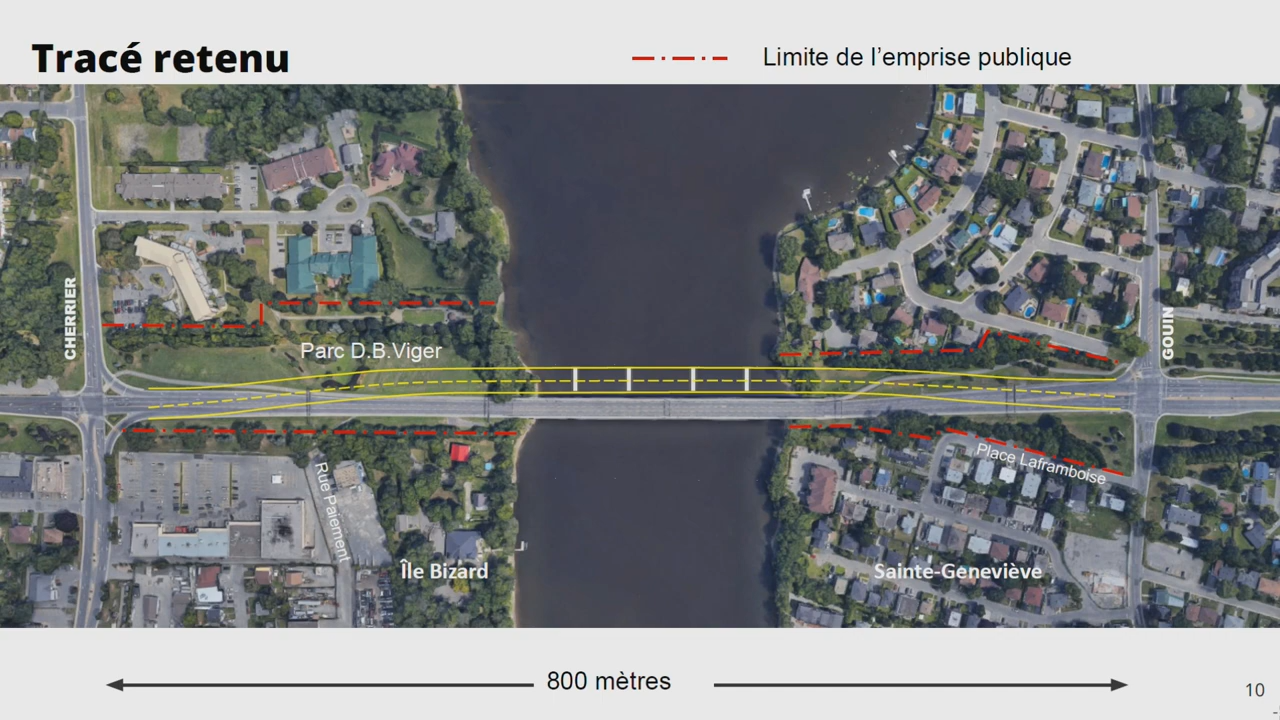 Tracé retenu
Limite de l’emprise publique
CHERRIER
Parc D.B.Viger
GOUIN
Rue Paiement
Place Laframboise
Île Bizard
Sainte-Geneviève
800 mètres
10